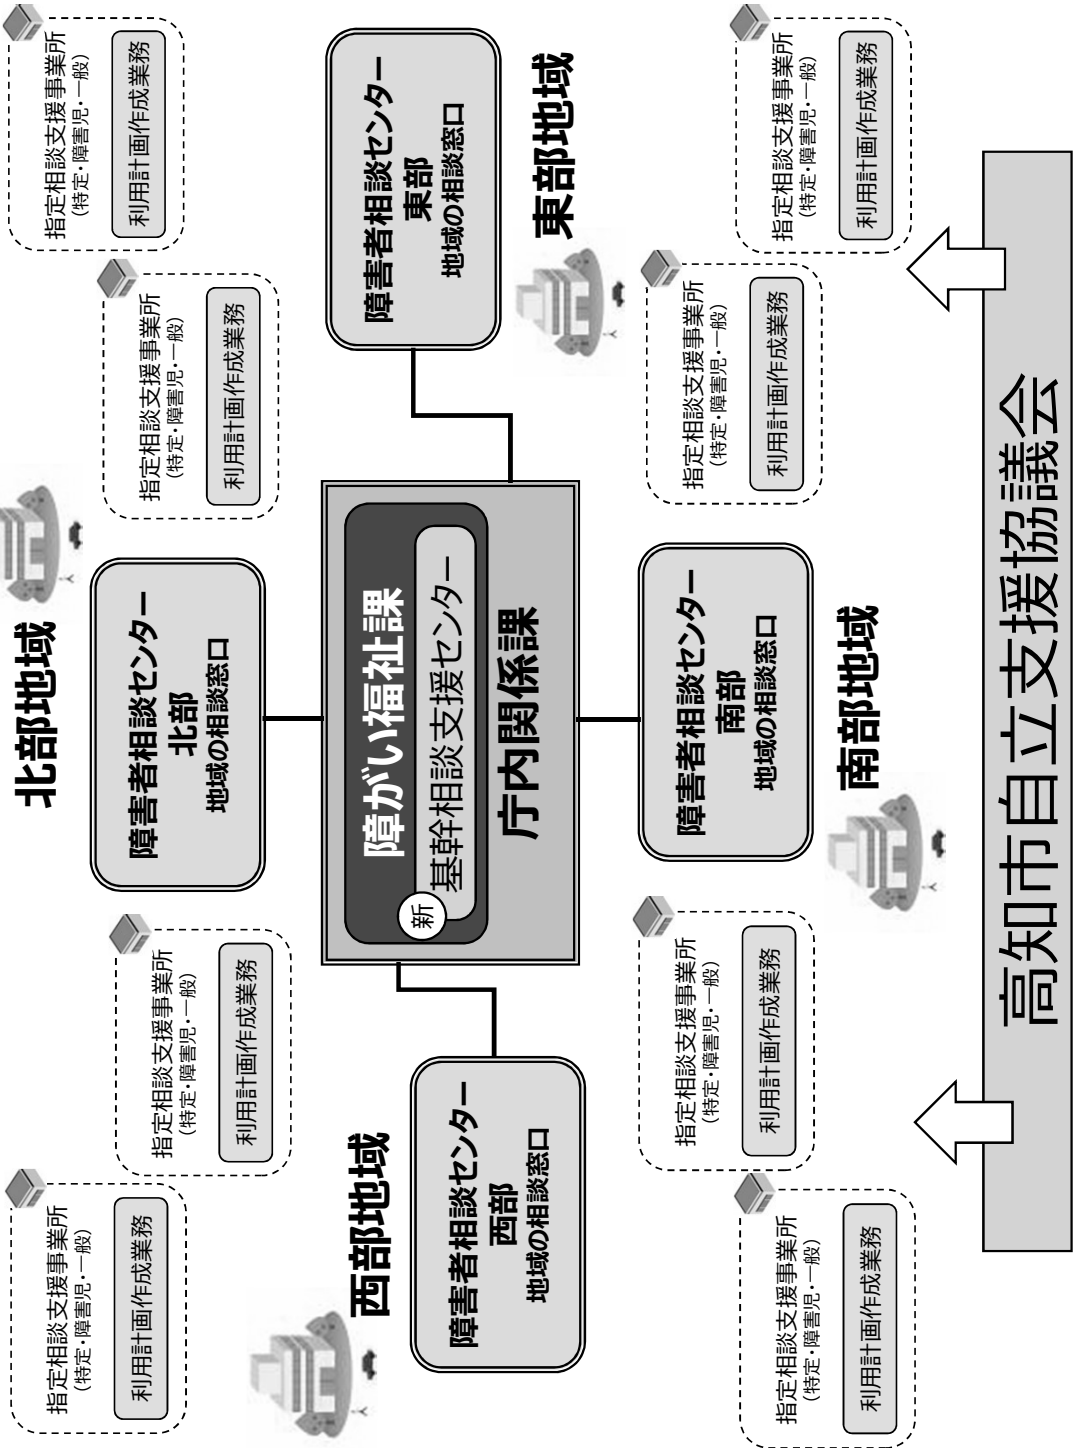 指定相談支援事業所
（特定・障害児・一般）
利用計画作成業務
北部地域
指定相談支援事業所
（特定・障害児・一般）
利用計画作成業務
指定相談支援事業所
（特定・障害児・一般）
利用計画作成業務
障害者相談センター
北部
地域の相談窓口
指定相談支援事業所
（特定・障害児・一般）
利用計画作成業務
西部地域
障害者相談センター
西部
地域の相談窓口
障がい福祉課
新
基幹相談支援センター
庁内関係課
障害者相談センター
東部
地域の相談窓口
東部地域
指定相談支援事業所
（特定・障害児・一般）
利用計画作成業務
障害者相談センター
南部
地域の相談窓口
指定相談支援事業所
（特定・障害児・一般）
利用計画作成業務
指定相談支援事業所
（特定・障害児・一般）
利用計画作成業務
南部地域
指定相談支援事業所
（特定・障害児・一般）
利用計画作成業務
高知市自立支援協議会